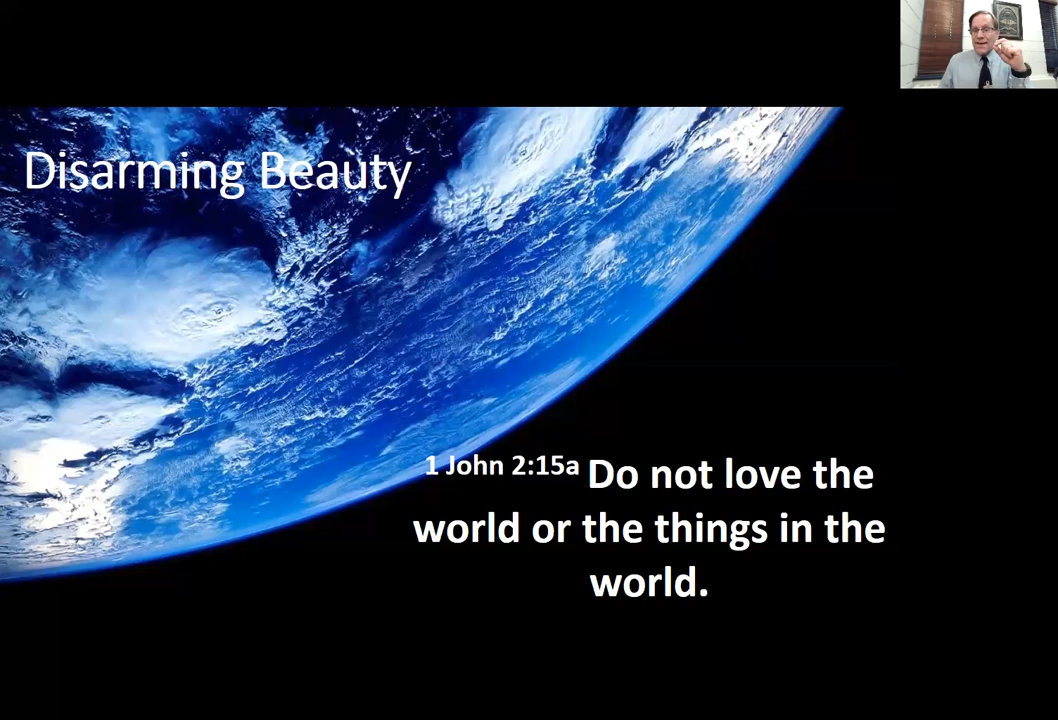 Disarming Beauty
1 John 2:15a Do not love the
world or the things in the
world.